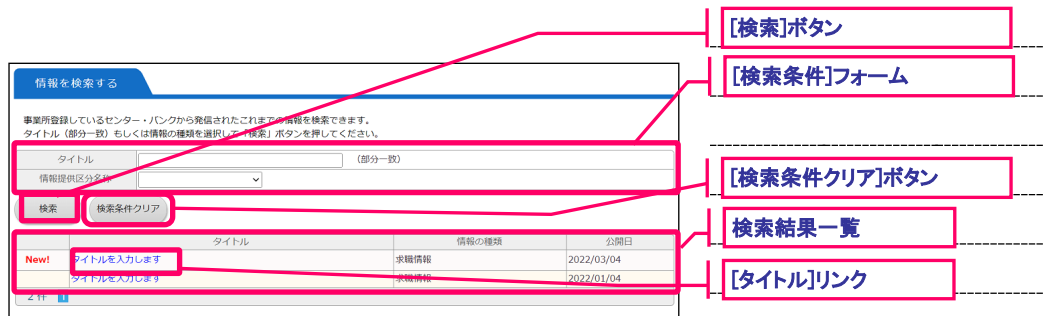 [検索]ボタン
[検索条件]フォーム
情報を検索する
事業所登録しているセンター・バンクから発信されたこれまでの情報を検索できます。
タイトル（部分一致）もしくは情報の種類を選択して「検索」ボタンを押してください。
タイトル （部分一致）
情報提供区分名称
[検索条件クリア]ボタン
検索 検索条件クリア
検索結果一覧
タイトル 情報の種類 公開日
New! タイトルを入力します 求職情報 2022/03/04
タイトルを入力します 求職情報 2022/01/04
[タイトル]リンク
2 件 1